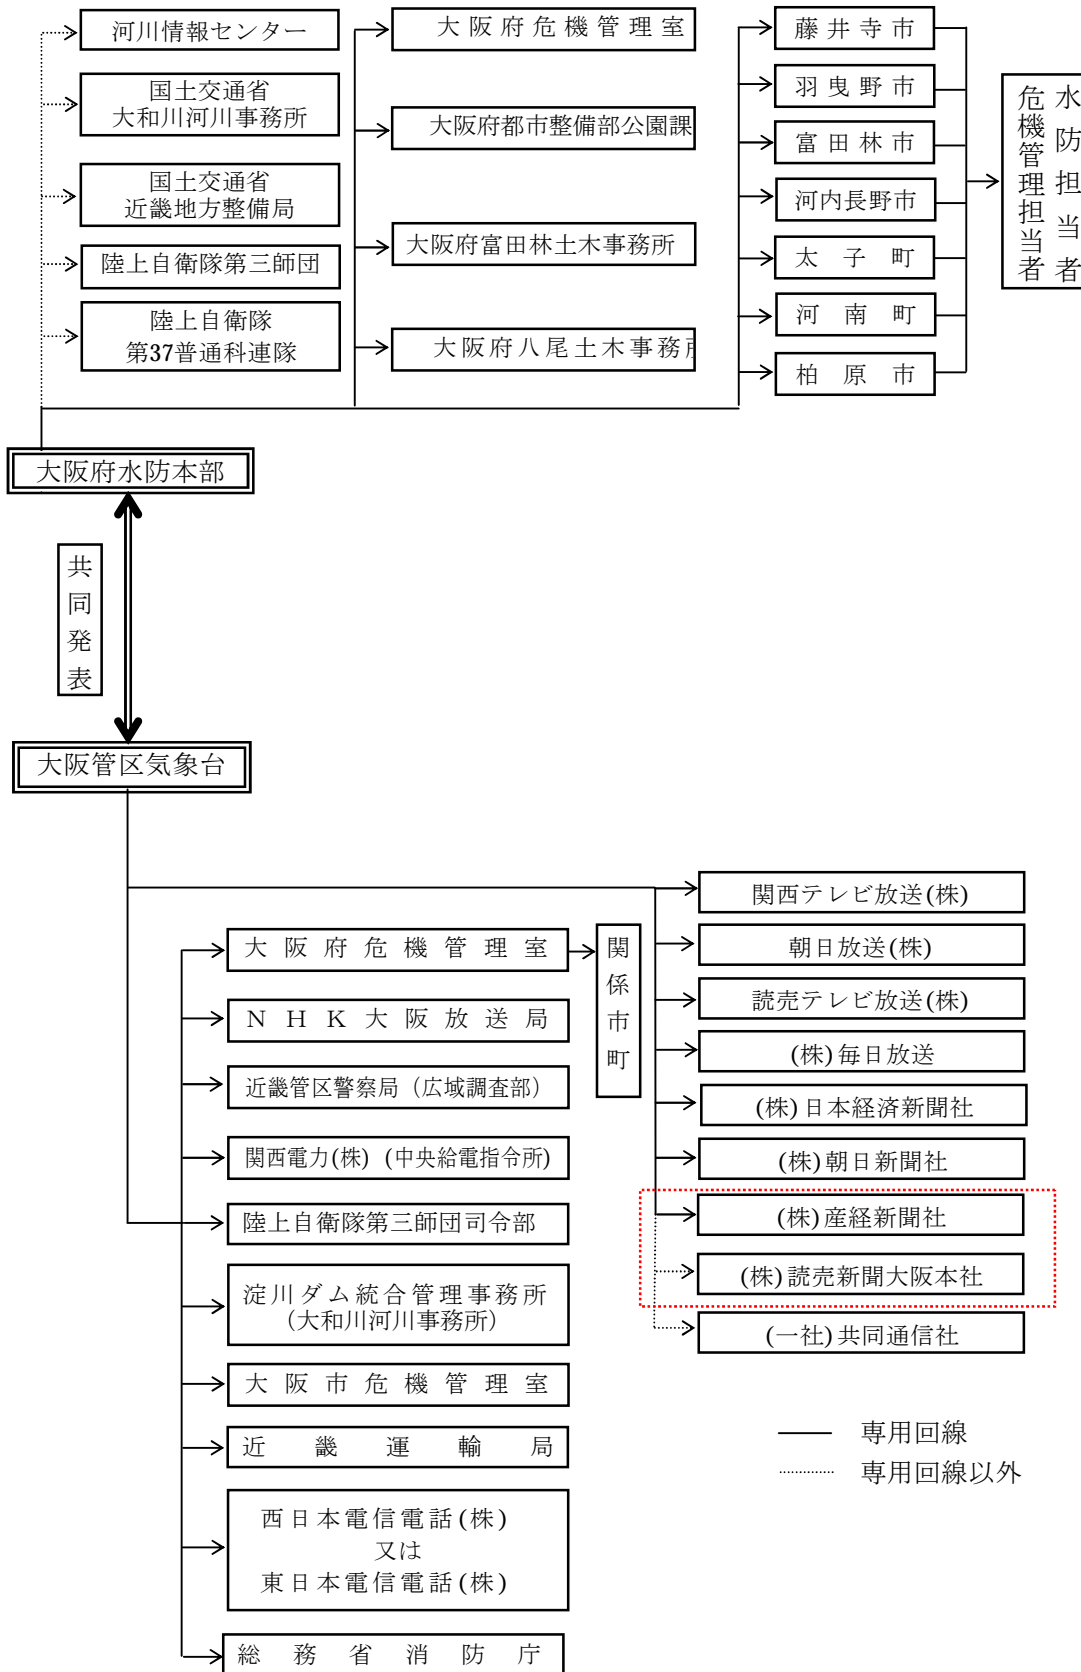 河川情報センター
国土交通省
大和川河川事務所
国土交通省
近畿地方整備局
陸上自衛隊第三師団
陸上自衛隊
第37普通科連隊
大阪府危機管理室
大阪府都市整備部公園課
大阪府富田林土木事務所
大阪府八尾土木事務所
藤井寺市
羽曳野市
富田林市
河内長野市
太子町
河南町
柏原市
水防担当者
危機管理担当者
大阪府水防本部
共同発表
大阪管区気象台
大阪府危機管理室
NHK大阪放送局
近畿管区警察局（広域調査部）
関西電力(株)（中央給電指令所）
陸上自衛隊第三師団司令部
淀川ダム統合管理事務所
（大和川河川事務所）
大阪市危機管理室
近畿運輸局
西日本電信電話(株)
又は
東日本電信電話(株)
総務省消防庁
関係市町
関西テレビ放送(株)
朝日放送(株)
読売テレビ放送(株)
(株)毎日放送
(株)日本経済新聞社
(株)朝日新聞社
(株)産経新聞社
(株)読売新聞大阪本社
(一社)共同通信社
専用回線
専用回線以外